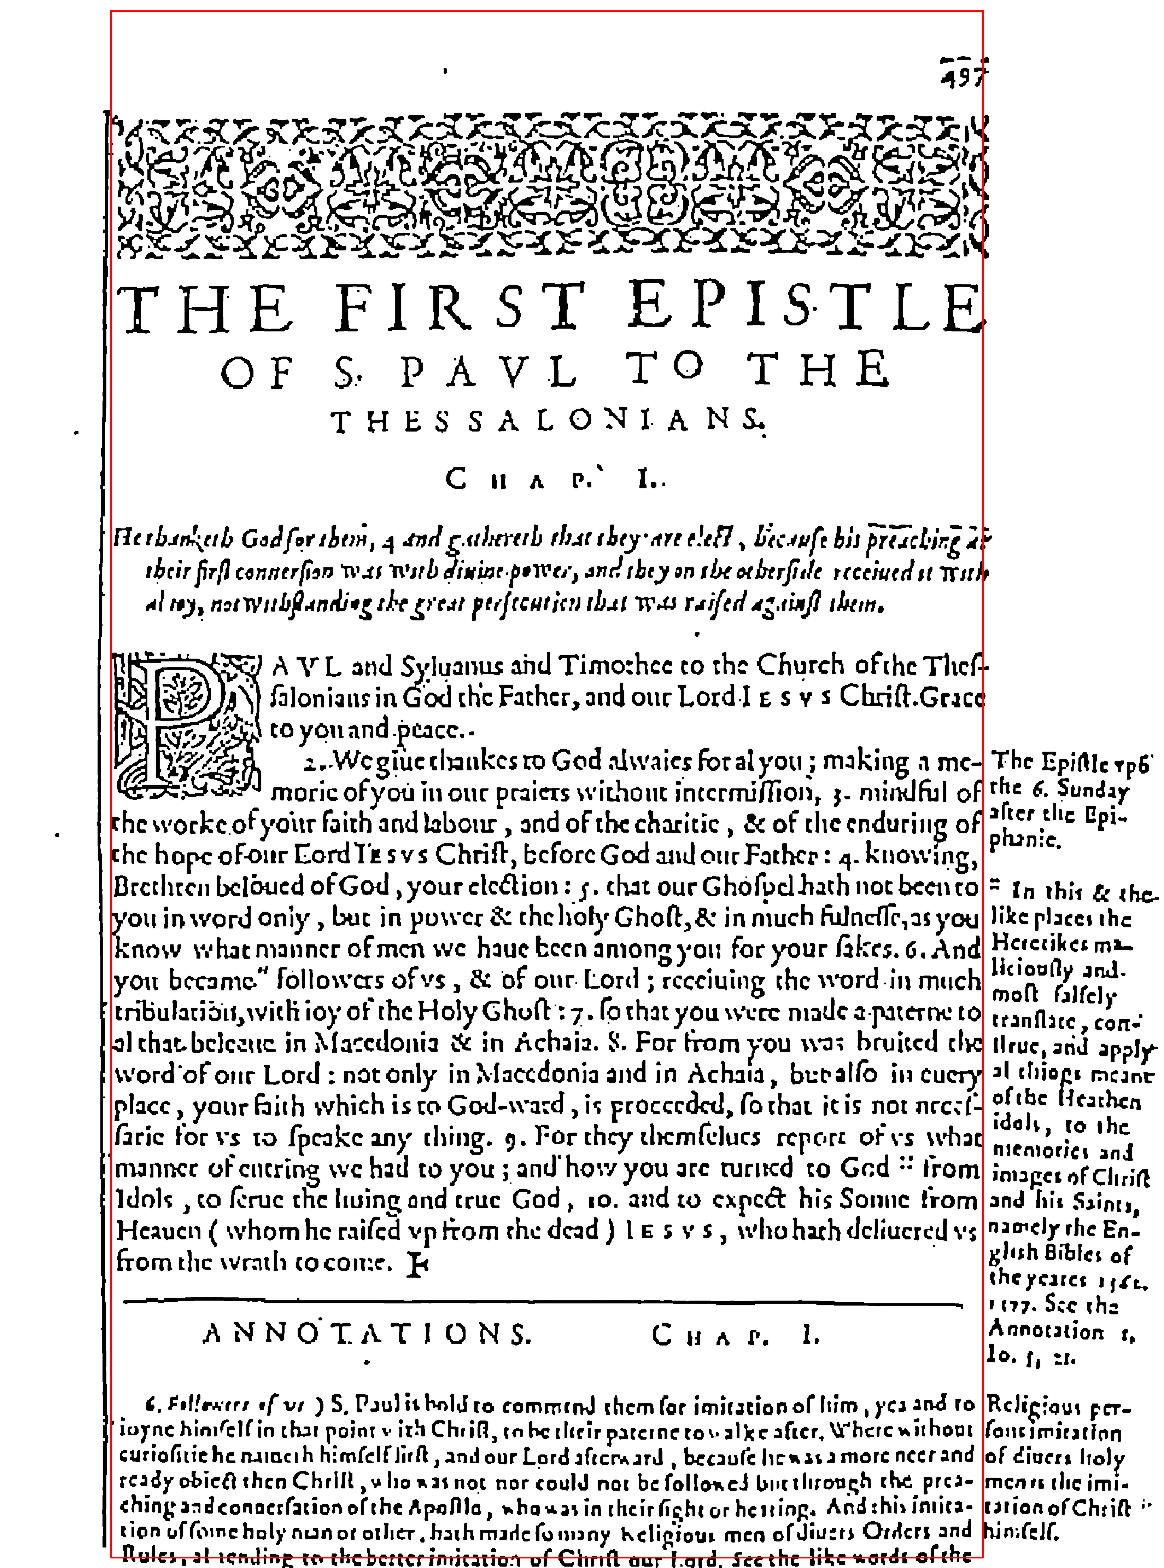 497
THE FIRST EPISTLE
OF S. PAVL TO THE
THESSALONIANS.
CHAP. I.
He thanketh God for them, 4 and gathereth that they are elect, because his preaching at
their first conuersion was with diuine power, and they on the otherside receiued it with
al ioy, notwithstanding the great persecution that was raised against them.
PAVL and Syluanus and Timothee to the Church of the Thes-
salonians in God the Father, and our Lord IESVS Christ. Grace
to you and peace.
2. We giue thankes to God alwaies for al you; making a me-
morie of you in our praiers without intermission, 3. mindful of
the worke of your faith and labour, and of the charitie, & of the enduring of
the hope of our Lord IESVS Christ, before God and our Father: 4. knowing,
Brethren beloued of God, your election: 5. that our Ghospel hath not been to
you in word only, but in power & the holy Ghost, & in much fulnesse, as you
know what manner of men we haue been among you for your sakes. 6. And
you became " followers of vs, & of our Lord; receiuing the word in much
tribulation, with ioy of the Holy Ghost: 7. so that you were made a paterne to
al that beleeue in Macedonia & in Achaia. 8. For from you was bruited the
word of our Lord: not only in Macedonia and in Achaia, but also in euery
place, your faith which is to God-ward, is proceeded, so that it is not neces-
sarie for vs to speake any thing. 9. For they themselues report of vs what
manner of entring we had to you; and how you are turned to God :: from
Idols, to serue the liuing and true God, 10. and to expect his Sonne from
Heauen (whom he raised vp from the dead) IESVS, who hath deliuered vs
from the wrath to come.
The Epistle vpō
the 6. Sunday
after the Epi-
phanie.
:: In this & the
like places the
Heretikes ma-
liciously and
most falsely
translate, con-
strue, and apply
al things meant
of the Heathen
idols, to the
memories and
images of Christ
and his Saints,
namely the En-
glish Bibles of
the yeares 1562.
1577. See the
Annotation 1.
Io. 5, 21.
ANNOTATIONS. CHAP. I.
6. Followers of vs) S. Paul is bold to commend them for imitation of him, yea and to
ioyne himself in that point with Christ, to be their paterne to walke after. Where without
curiositie he nameth himself first, and our Lord afterward, because he was a more neer and
ready obiect then Christ, who was not nor could not be followed but through the prea-
ching and conuersation of the Apostle, who was in their sight or hearing. And this imita-
tion of some holy man or other, hath made so many Religious men of diuers Orders and
Rules, al tending to the better imitation of Christ our Lord. See the like words of the
Religious per-
sons imitation
of diuers holy
men is the imi-
tation of Christ
himself.